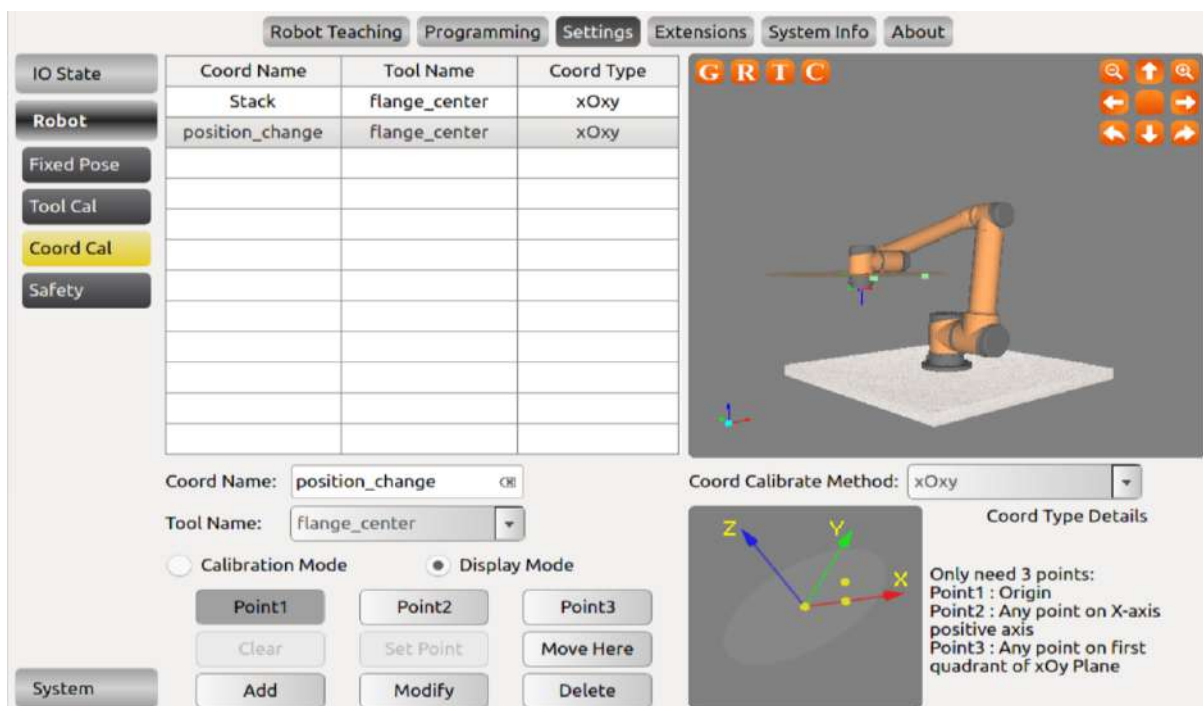 Robot Teaching Programming Settings Extensions System Info About
IO State
Robot
Fixed Pose
Tool Cal
Coord Cal
Safety
System
Coord Name Tool Name Coord Type
Stack flange_center xOxy
position_change flange_center xOxy
G R T C
Coord Name: position_change
Tool Name: flange_center
Calibration Mode Display Mode
Point1 Point2 Point3
Clear Set Point Move Here
Add Modify Delete
Coord Calibrate Method: xOxy
Z Y X
Coord Type Details
Only need 3 points:
Point1 : Origin
Point2 : Any point on X-axis
positive axis
Point3 : Any point on first
quadrant of xOy Plane